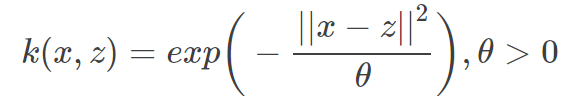 k(x, z) = exp( − ||x − z||² / θ ), θ > 0